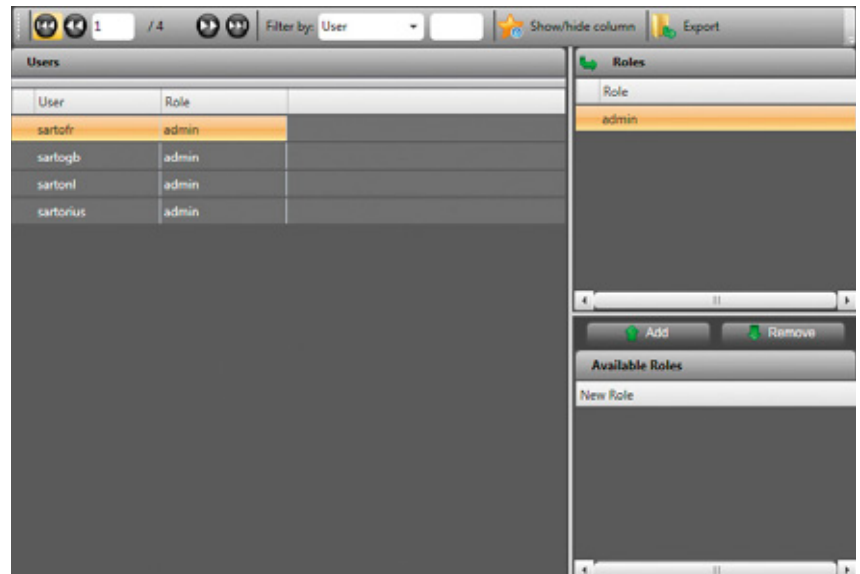 1 / 4 Filter by: User Show/hide column Export
Users
User Role
sartofr admin
sartogb admin
sartonl admin
sartorius admin
Roles
Role
admin
Add Remove
Available Roles
New Role